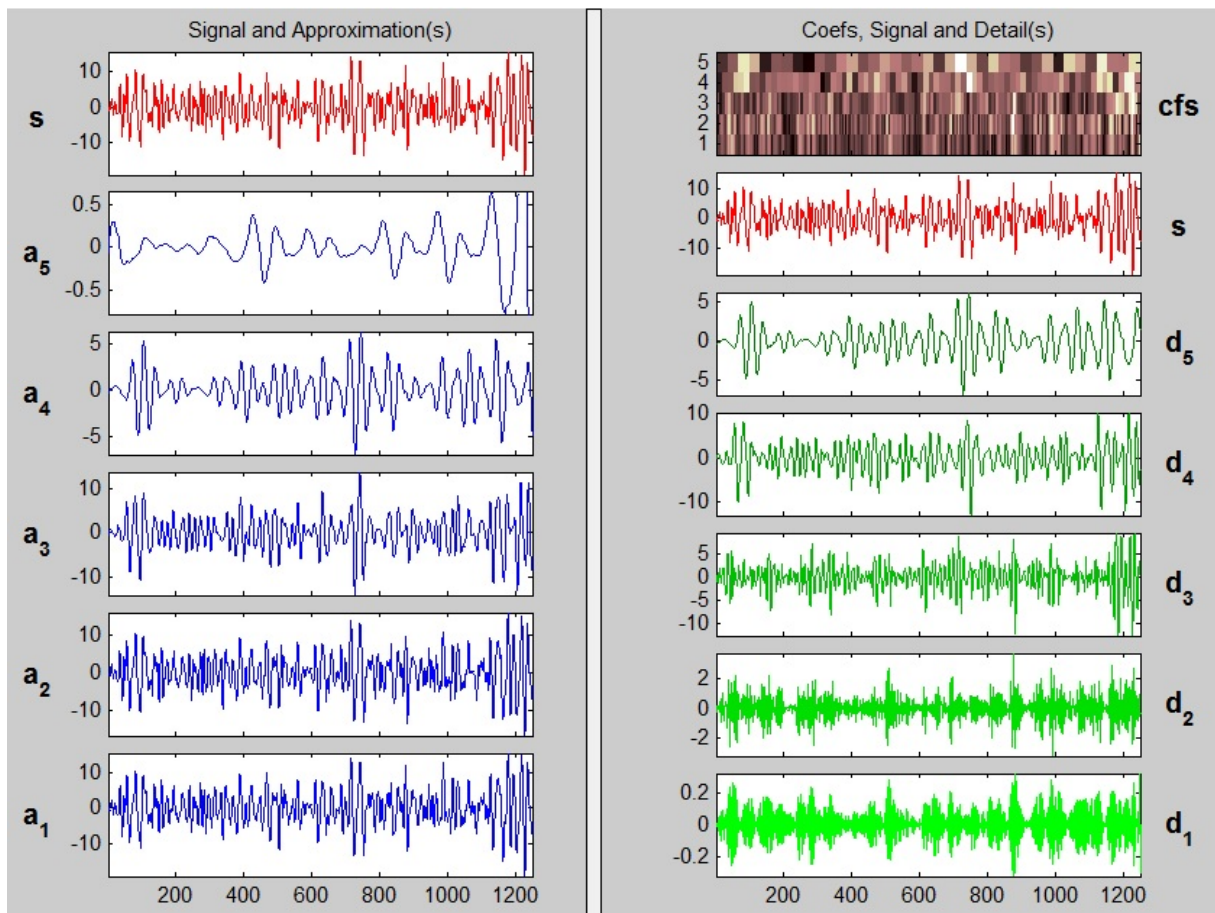 Signal and Approximation(s)
s
10
0
-10
a5
0.5
0
-0.5
a4
5
0
-5
a3
10
0
-10
a2
10
0
-10
a1
10
0
-10
200 400 600 800 1000 1200
Coefs, Signal and Detail(s)
5
4
3
2
1
cfs
10
0
-10
s
5
0
-5
d5
10
0
-10
d4
5
0
-5
-10
d3
2
0
-2
d2
0.2
0
-0.2
d1
200 400 600 800 1000 1200